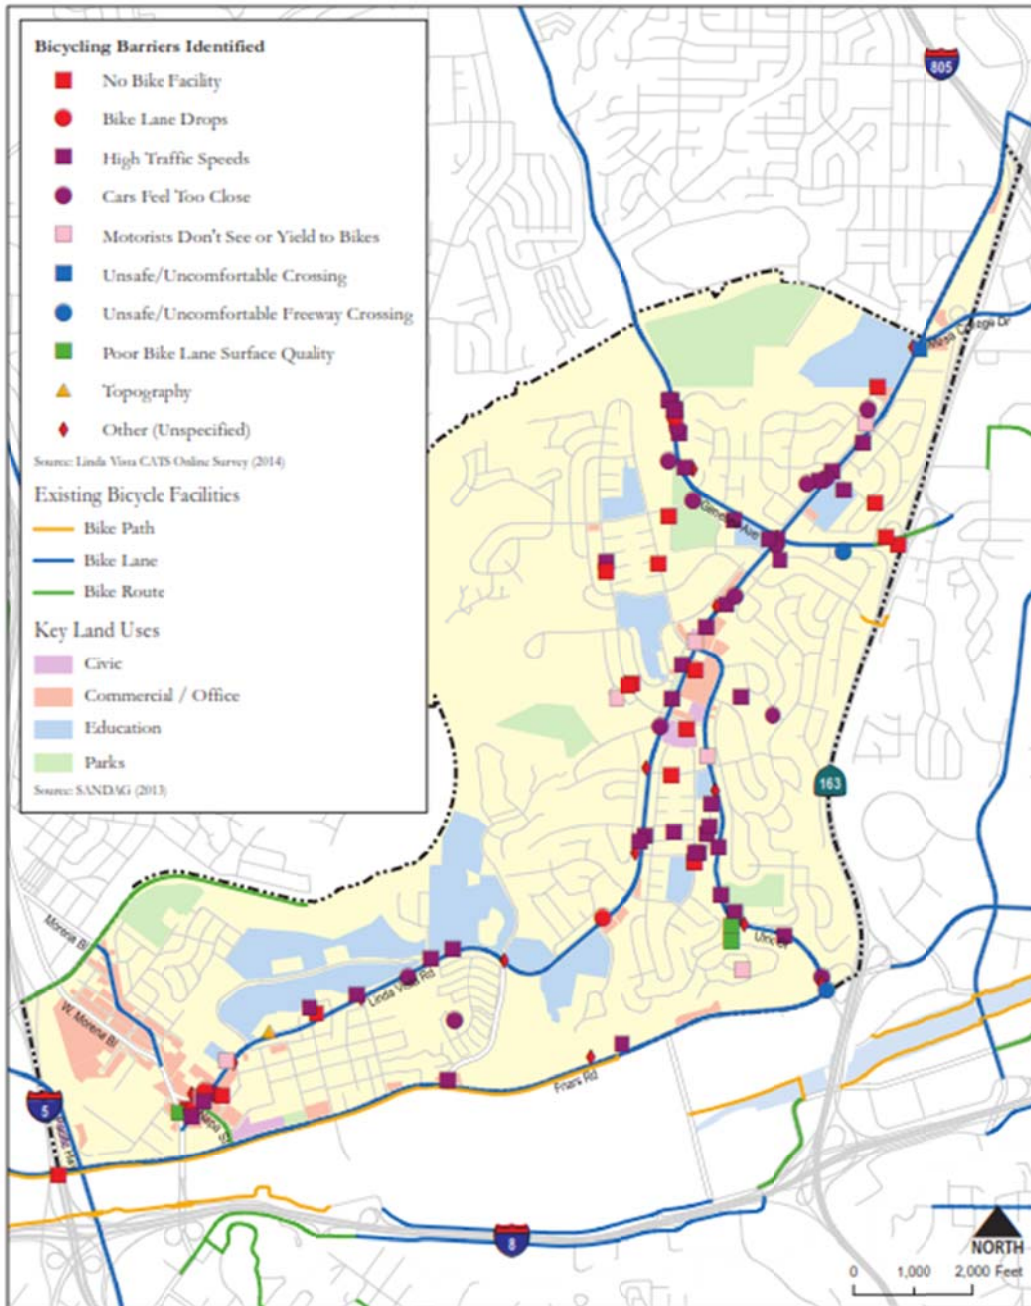 Bicycling Barriers Identified
No Bike Facility
Bike Lane Drops
High Traffic Speeds
Cars Feel Too Close
Motorists Don't See or Yield to Bikes
Unsafe/Uncomfortable Crossing
Unsafe/Uncomfortable Freeway Crossing
Poor Bike Lane Surface Quality
Topography
Other (Unspecified)
Source: Linda Vista CATS Online Survey (2014)
Existing Bicycle Facilities
Bike Path
Bike Lane
Bike Route
Key Land Uses
Civic
Commercial / Office
Education
Parks
Source: SANDAG (2013)
805
Mesa College Dr
Ave
163
Morena Bl
W. Morena Bl
Linda Vista Rd
Friars Rd
5
8
NORTH
0 1,000 2,000 Feet